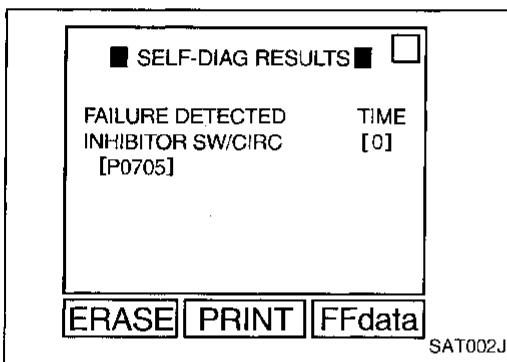 ■ SELF-DIAG RESULTS ■
FAILURE DETECTED TIME
INHIBITOR SW/CIRC [0]
[P0705]
ERASE PRINT FFdata
SAT002J